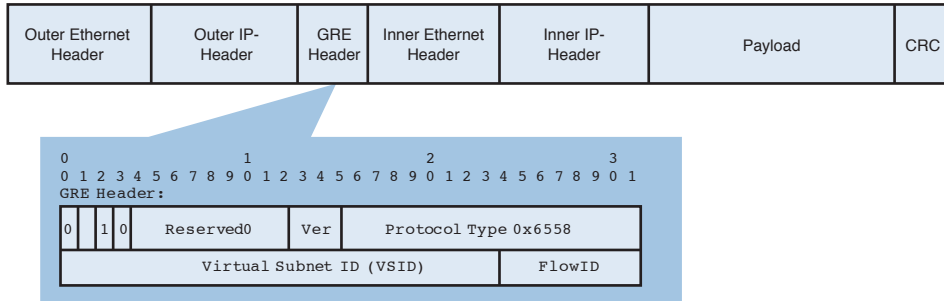 Outer Ethernet Header
Outer IP-Header
GRE Header
Inner Ethernet Header
Inner IP-Header
Payload
CRC
0 1 2 3
0 1 2 3 4 5 6 7 8 9 0 1 2 3 4 5 6 7 8 9 0 1 2 3 4 5 6 7 8 9 0 1
GRE Header:
0 1 0 Reserved0 Ver Protocol Type 0x6558
Virtual Subnet ID (VSID) FlowID